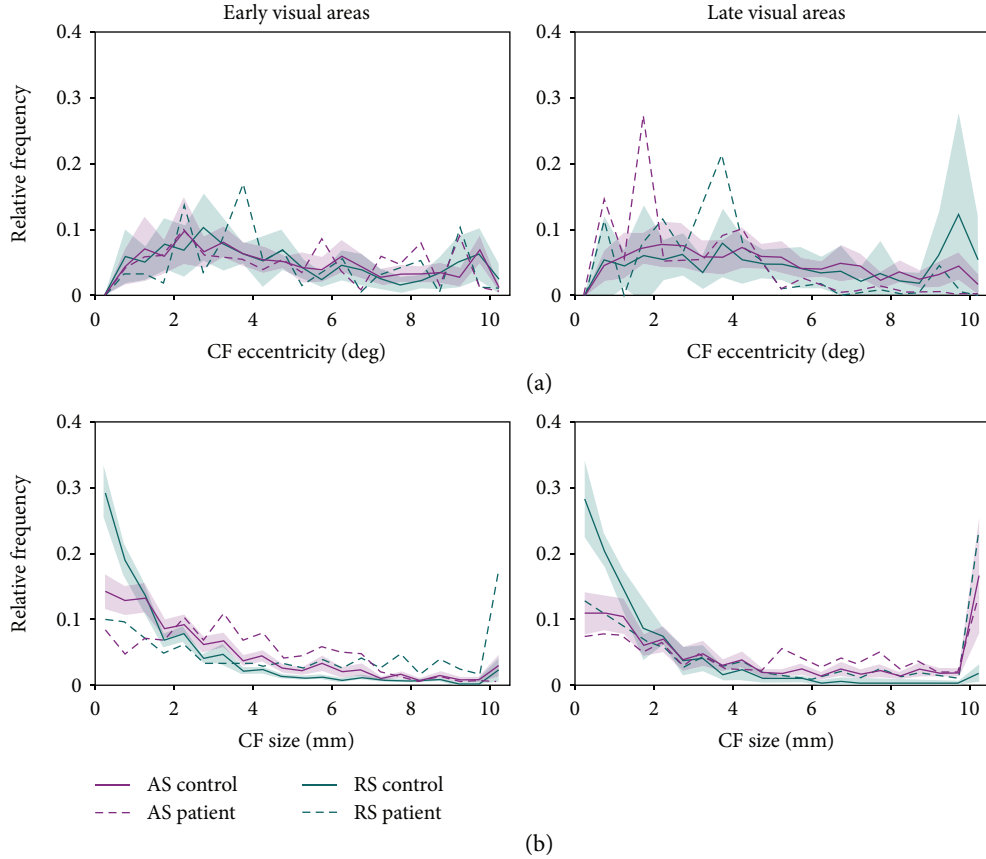 Early visual areas
Late visual areas
0.4
0.3
0.2
0.1
0
Relative frequency
0 2 4 6 8 10
CF eccentricity (deg)
0.4
0.3
0.2
0.1
0
0 2 4 6 8 10
CF eccentricity (deg)
(a)
0.4
0.3
0.2
0.1
0
Relative frequency
0 2 4 6 8 10
CF size (mm)
0.4
0.3
0.2
0.1
0
0 2 4 6 8 10
CF size (mm)
AS control
AS patient
RS control
RS patient
(b)